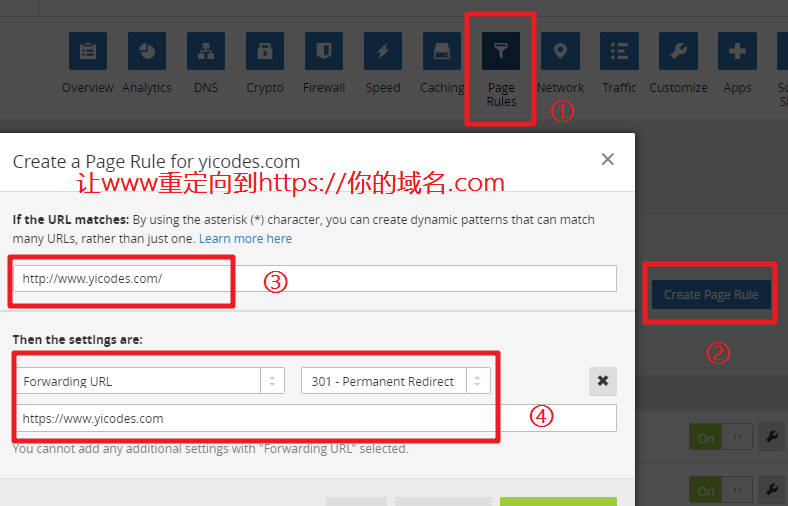 Overview Analytics DNS Crypto Firewall Speed Caching Page Rules Network Traffic Customize Apps
①
Create a Page Rule for yicodes.com
让www重定向到https://你的域名.com
If the URL matches: By using the asterisk (*) character, you can create dynamic patterns that can match
many URLs, rather than just one. Learn more here
http://www.yicodes.com/
③
Create Page Rule
②
Then the settings are:
Forwarding URL
301 - Permanent Redirect
https://www.yicodes.com
④
You cannot add any additional settings with "Forwarding URL" selected.
On
On